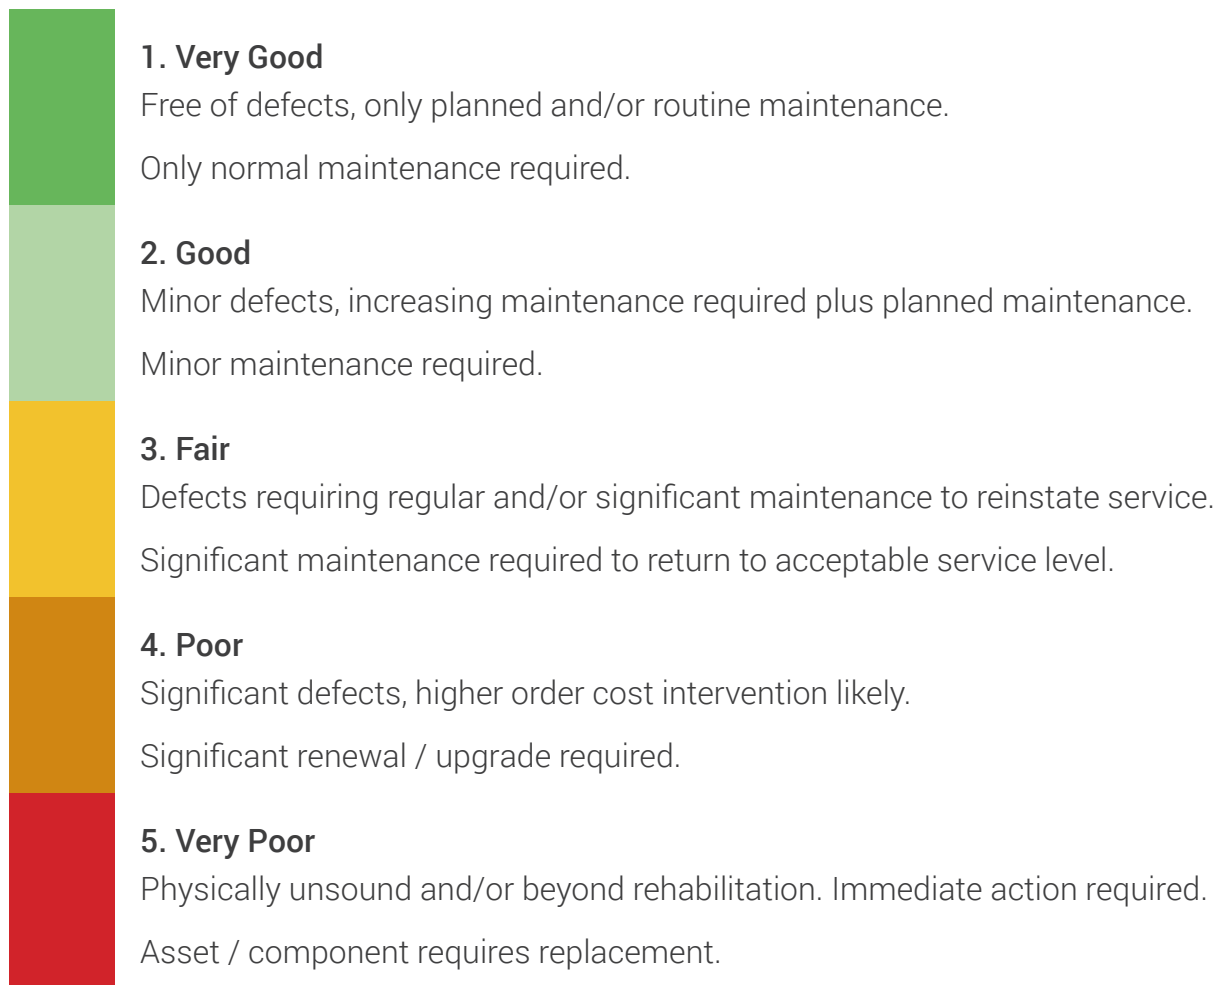 1. Very Good
Free of defects, only planned and/or routine maintenance.
Only normal maintenance required.
2. Good
Minor defects, increasing maintenance required plus planned maintenance.
Minor maintenance required.
3. Fair
Defects requiring regular and/or significant maintenance to reinstate service.
Significant maintenance required to return to acceptable service level.
4. Poor
Significant defects, higher order cost intervention likely.
Significant renewal / upgrade required.
5. Very Poor
Physically unsound and/or beyond rehabilitation. Immediate action required.
Asset / component requires replacement.